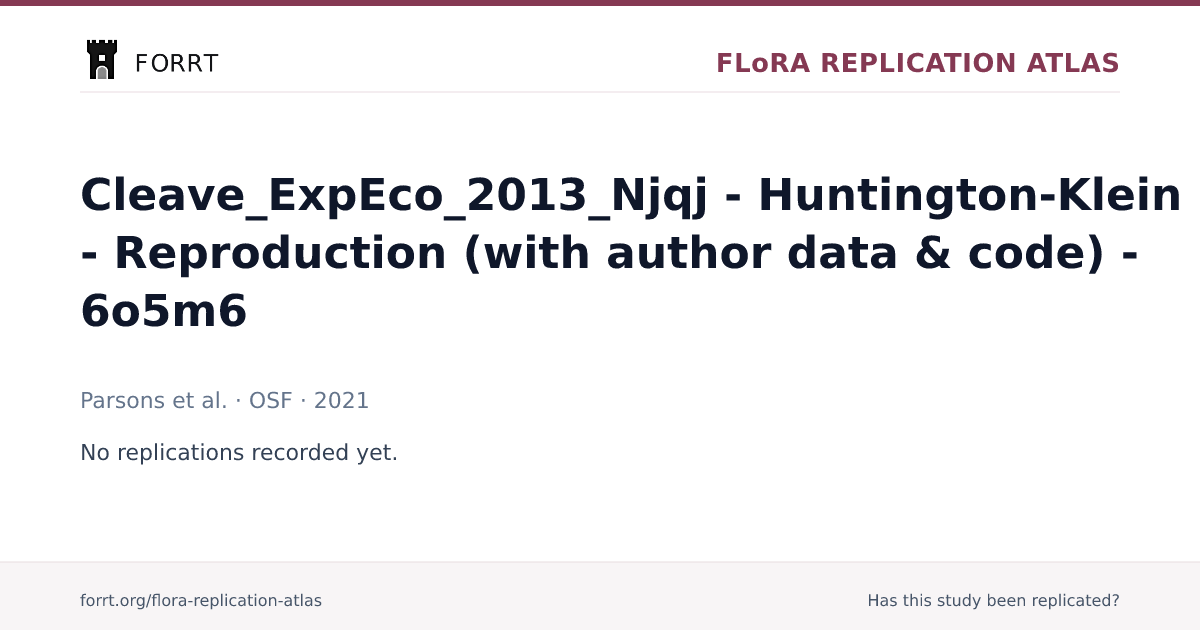 FORRT
FLoRA REPLICATION ATLAS
Cleave_ExpEco_2013_Njqj - Huntington-Klein
- Reproduction (with author data & code) -
6o5m6
Parsons et al. · OSF · 2021
No replications recorded yet.
forrt.org/flora-replication-atlas
Has this study been replicated?